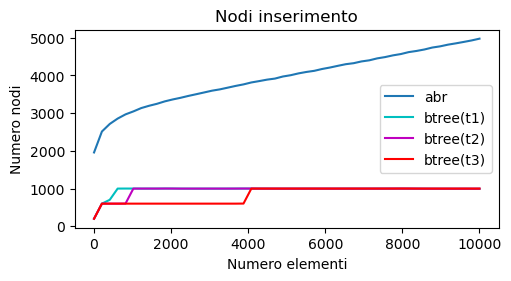 Nodi inserimento
Numero nodi
5000
4000
3000
2000
1000
0
abr
btree(t1)
btree(t2)
btree(t3)
0 2000 4000 6000 8000 10000
Numero elementi